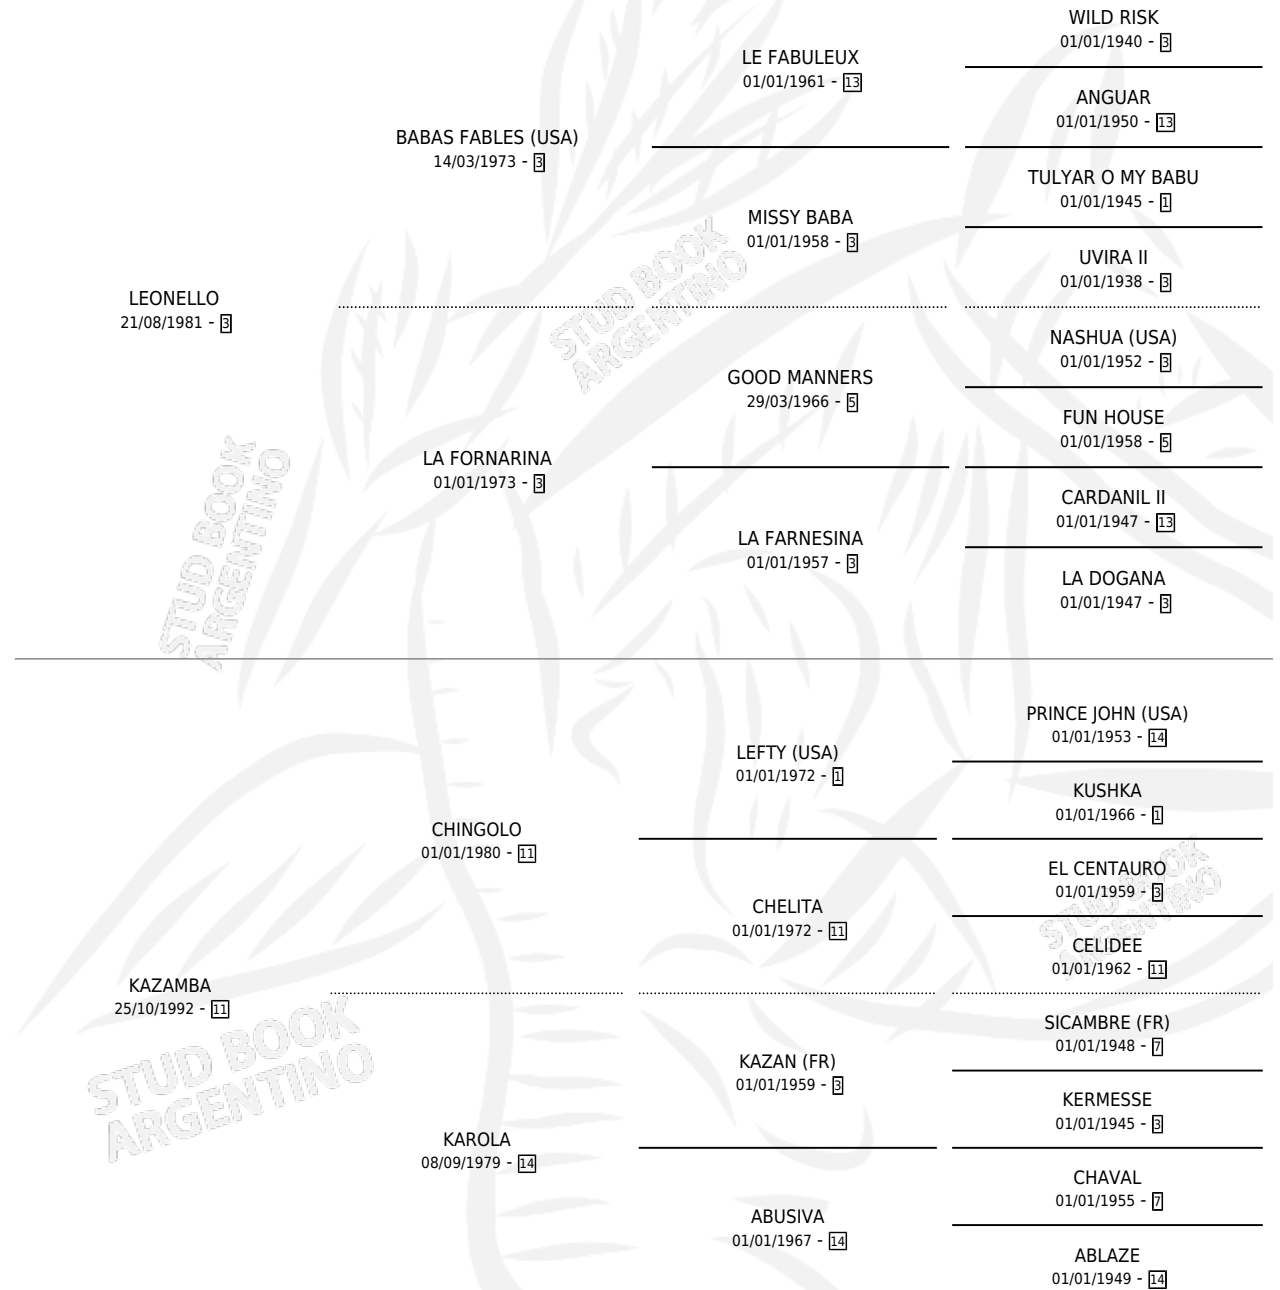 WILD RISK
01/01/1940 - 3
LE FABULEUX
01/01/1961 - 13
ANGUAR
01/01/1950 - 13
BABAS FABLES (USA)
14/03/1973 - 3
TULYAR O MY BABU
01/01/1945 - 1
MISSY BABA
01/01/1958 - 3
UVIRA II
01/01/1938 - 3
LEONELLO
21/08/1981 - 3
NASHUA (USA)
01/01/1952 - 3
GOOD MANNERS
29/03/1966 - 5
FUN HOUSE
01/01/1958 - 5
LA FORNARINA
01/01/1973 - 3
CARDANIL II
01/01/1947 - 13
LA FARNESINA
01/01/1957 - 3
LA DOGANA
01/01/1947 - 3
PRINCE JOHN (USA)
01/01/1953 - 14
LEFTY (USA)
01/01/1972 - 1
KUSHKA
01/01/1966 - 1
CHINGOLO
01/01/1980 - 11
EL CENTAURO
01/01/1959 - 3
CHELITA
01/01/1972 - 11
CELIDEE
01/01/1962 - 11
KAZAMBA
25/10/1992 - 11
SICAMBRE (FR)
01/01/1948 - 7
KAZAN (FR)
01/01/1959 - 3
KERMESSE
01/01/1945 - 3
KAROLA
08/09/1979 - 14
CHAVAL
01/01/1955 - 7
ABUSIVA
01/01/1967 - 14
ABLAZE
01/01/1949 - 14
STUD BOOK
ARGENTINO
STUD BOOK
ARGENTINO
STUD BOOK
ARGENTINO
STUD BOOK
ARGENTINO